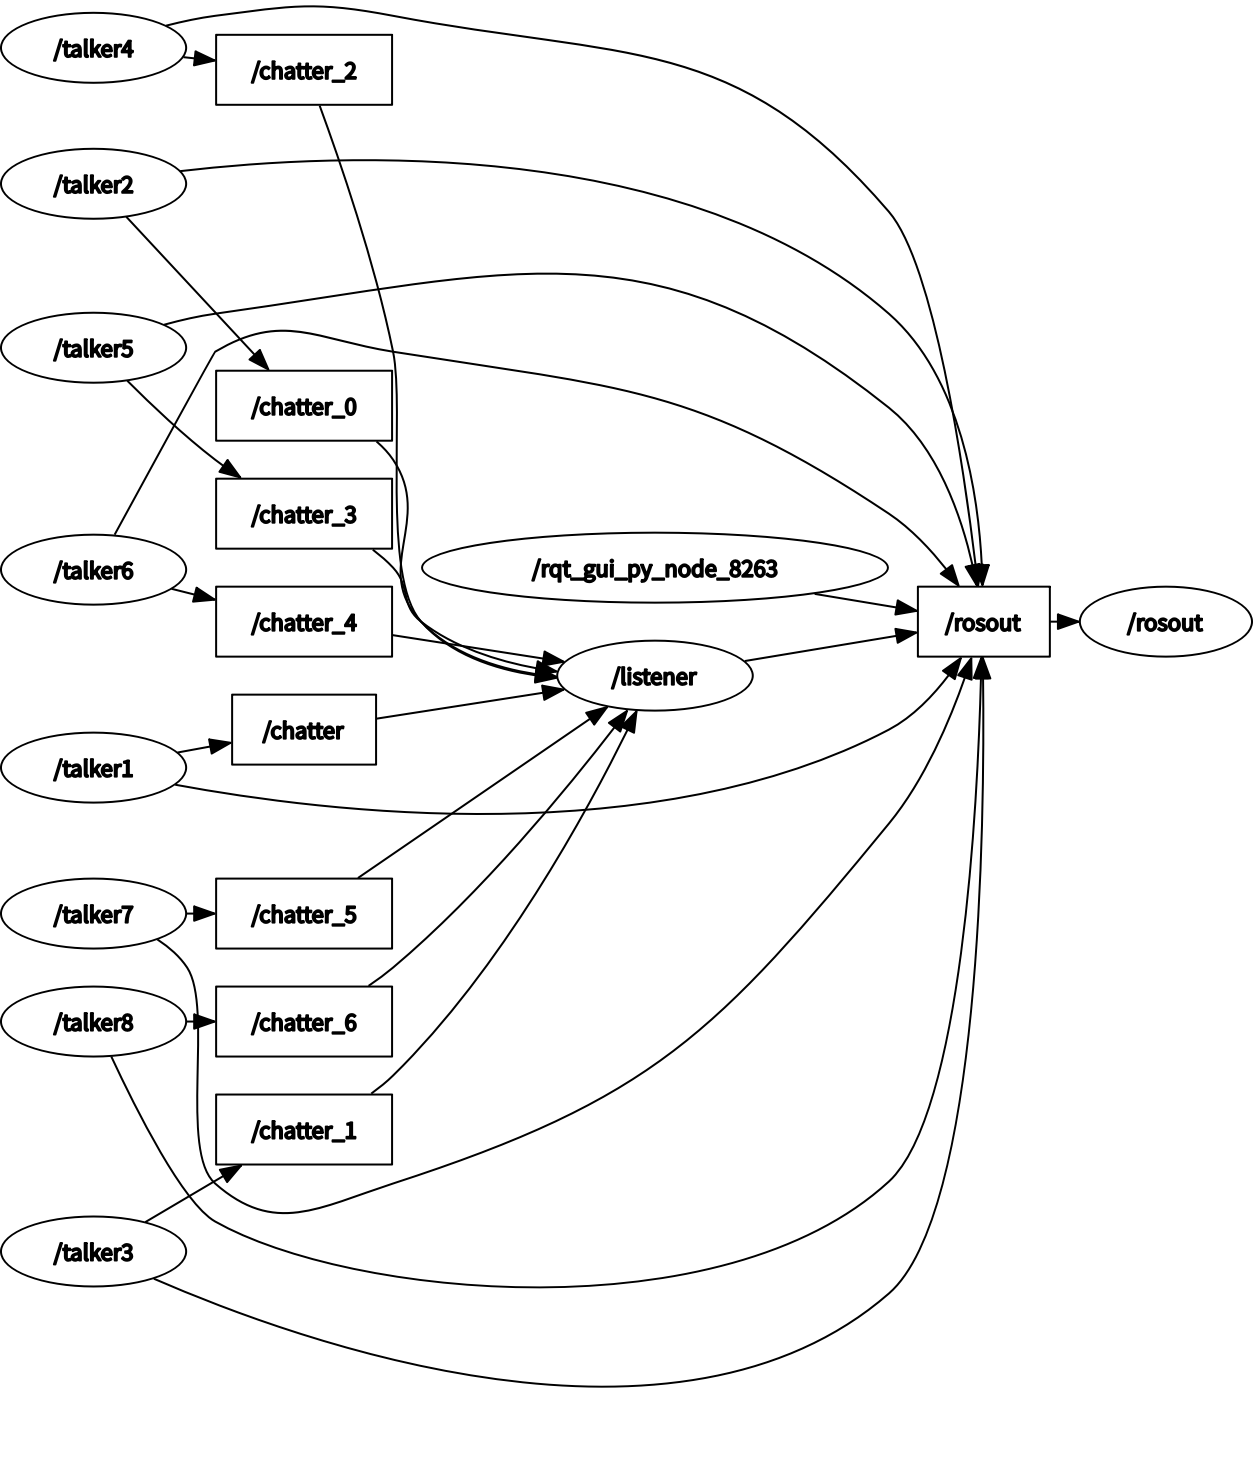 /talker4
/chatter_2
/talker2
/talker5
/chatter_0
/chatter_3
/talker6
/rqt_gui_py_node_8263
/chatter_4
/rosout
/rosout
/listener
/chatter
/talker1
/talker7
/chatter_5
/talker8
/chatter_6
/chatter_1
/talker3